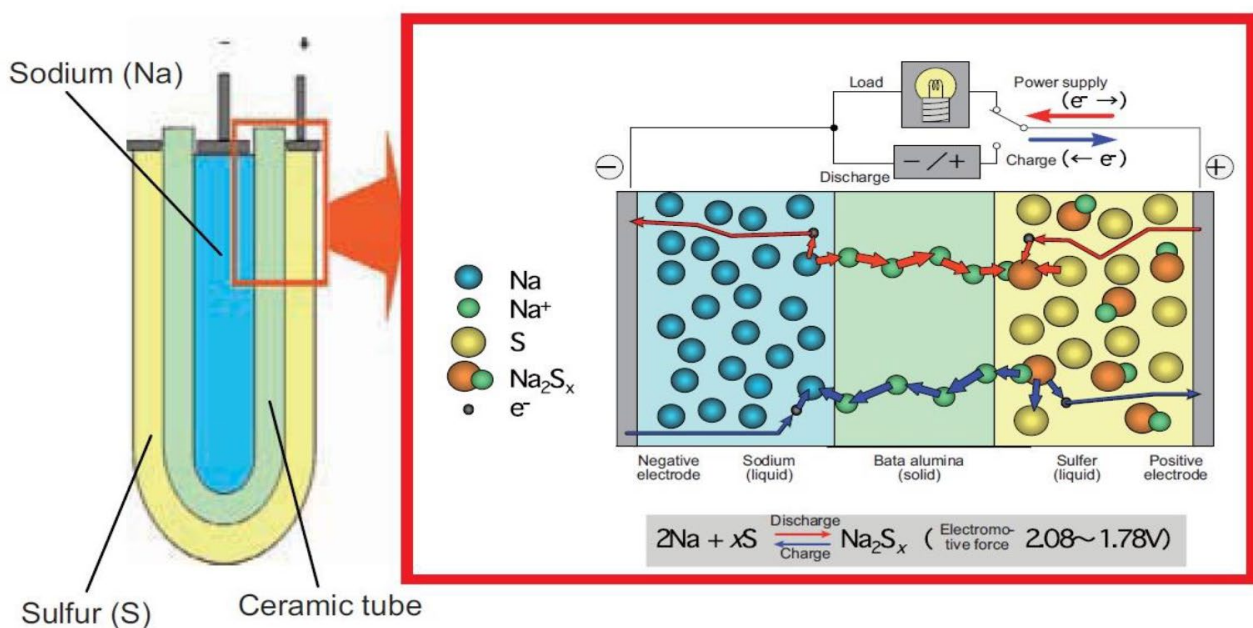 Sodium (Na)
Sulfur (S)
Ceramic tube
-
+
Load
Power supply
(e- →)
Charge (← e-)
Discharge
- /+
−
+
Na
Na⁺
S
Na₂Sₓ
e-
Negative
electrode
Sodium
(liquid)
Bata alumina
(solid)
Sulfer
(liquid)
Positive
electrode
2Na + xS Discharge Charge Na₂Sₓ ( Electromo-
tive force 2.08～1.78V)